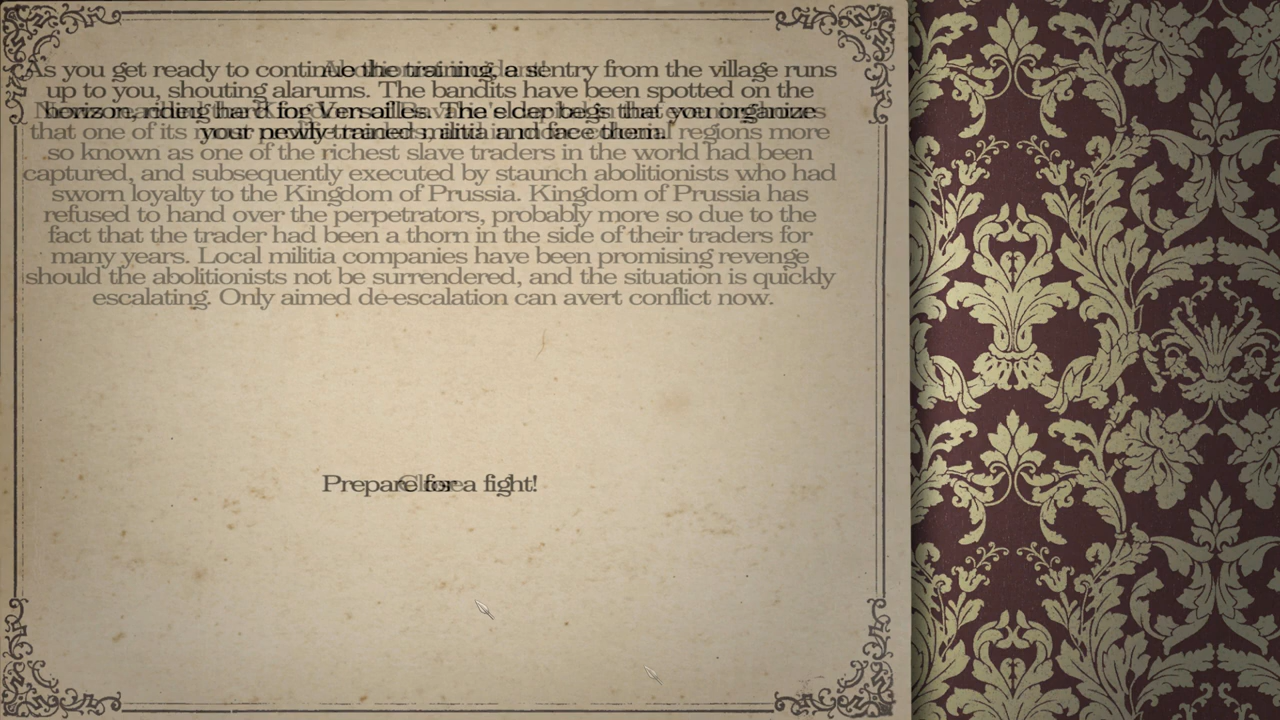 As you get ready to continue the training, a sentry from the village runs
up to you, shouting alarums. The bandits have been spotted on the
horizon, riding hard for Versailles. The elder begs that you organize
your newly-trained militia and face them.
that one of its regions more
so known as one of the richest slave traders in the world had been
captured, and subsequently executed by staunch abolitionists who had
sworn loyalty to the Kingdom of Prussia. Kingdom of Prussia has
refused to hand over the perpetrators, probably more so due to the
fact that the trader had been a thorn in the side of their traders for
many years. Local militia companies have been promising revenge
should the abolitionists not be surrendered, and the situation is quickly
escalating. Only aimed de-escalation can avert conflict now.
Prepare for a fight!